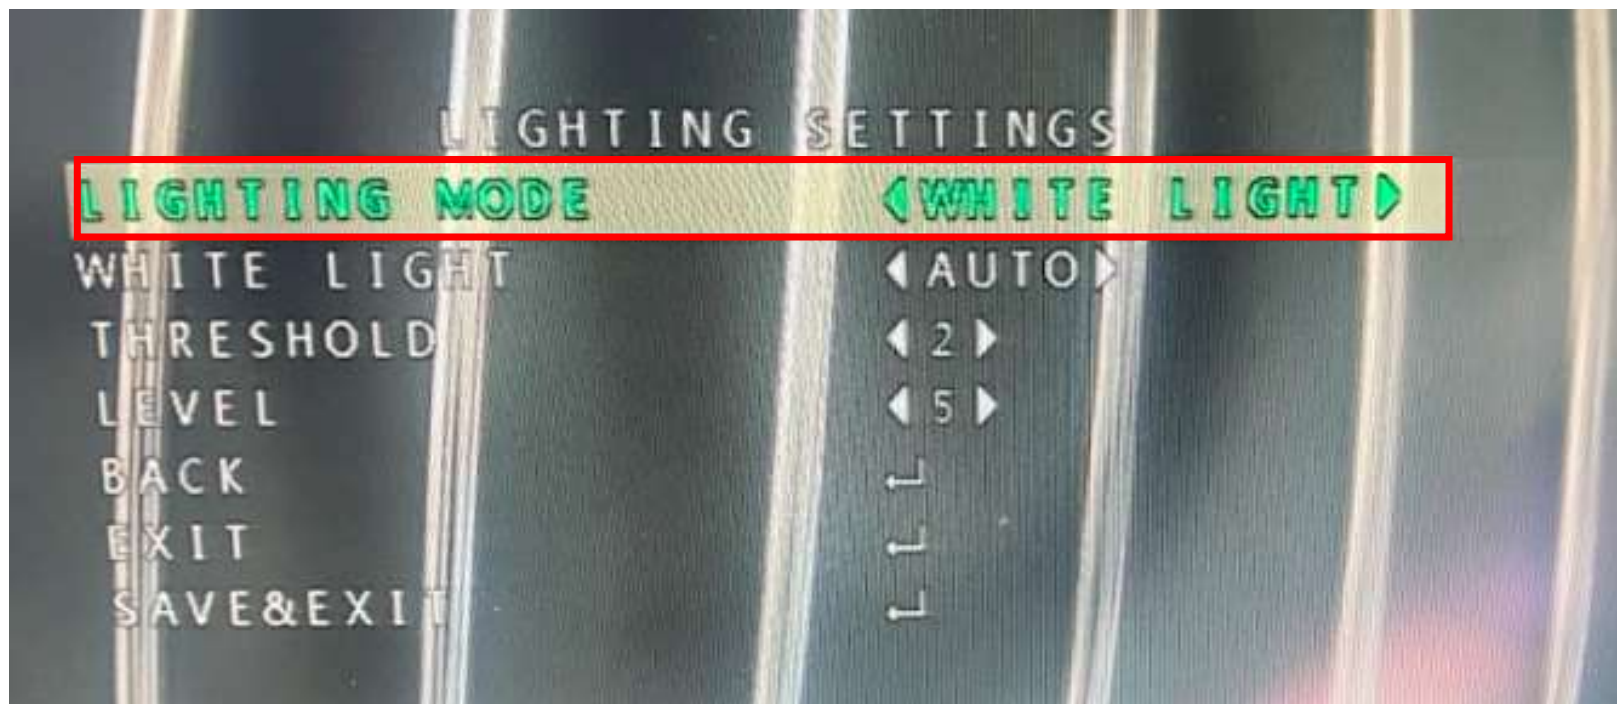 LIGHTING SETTINGS
LIGHTING MODE WHITE LIGHT
WHITE LIGHT AUTO
THRESHOLD 2
LEVEL 5
BACK
EXIT
SAVE&EXIT